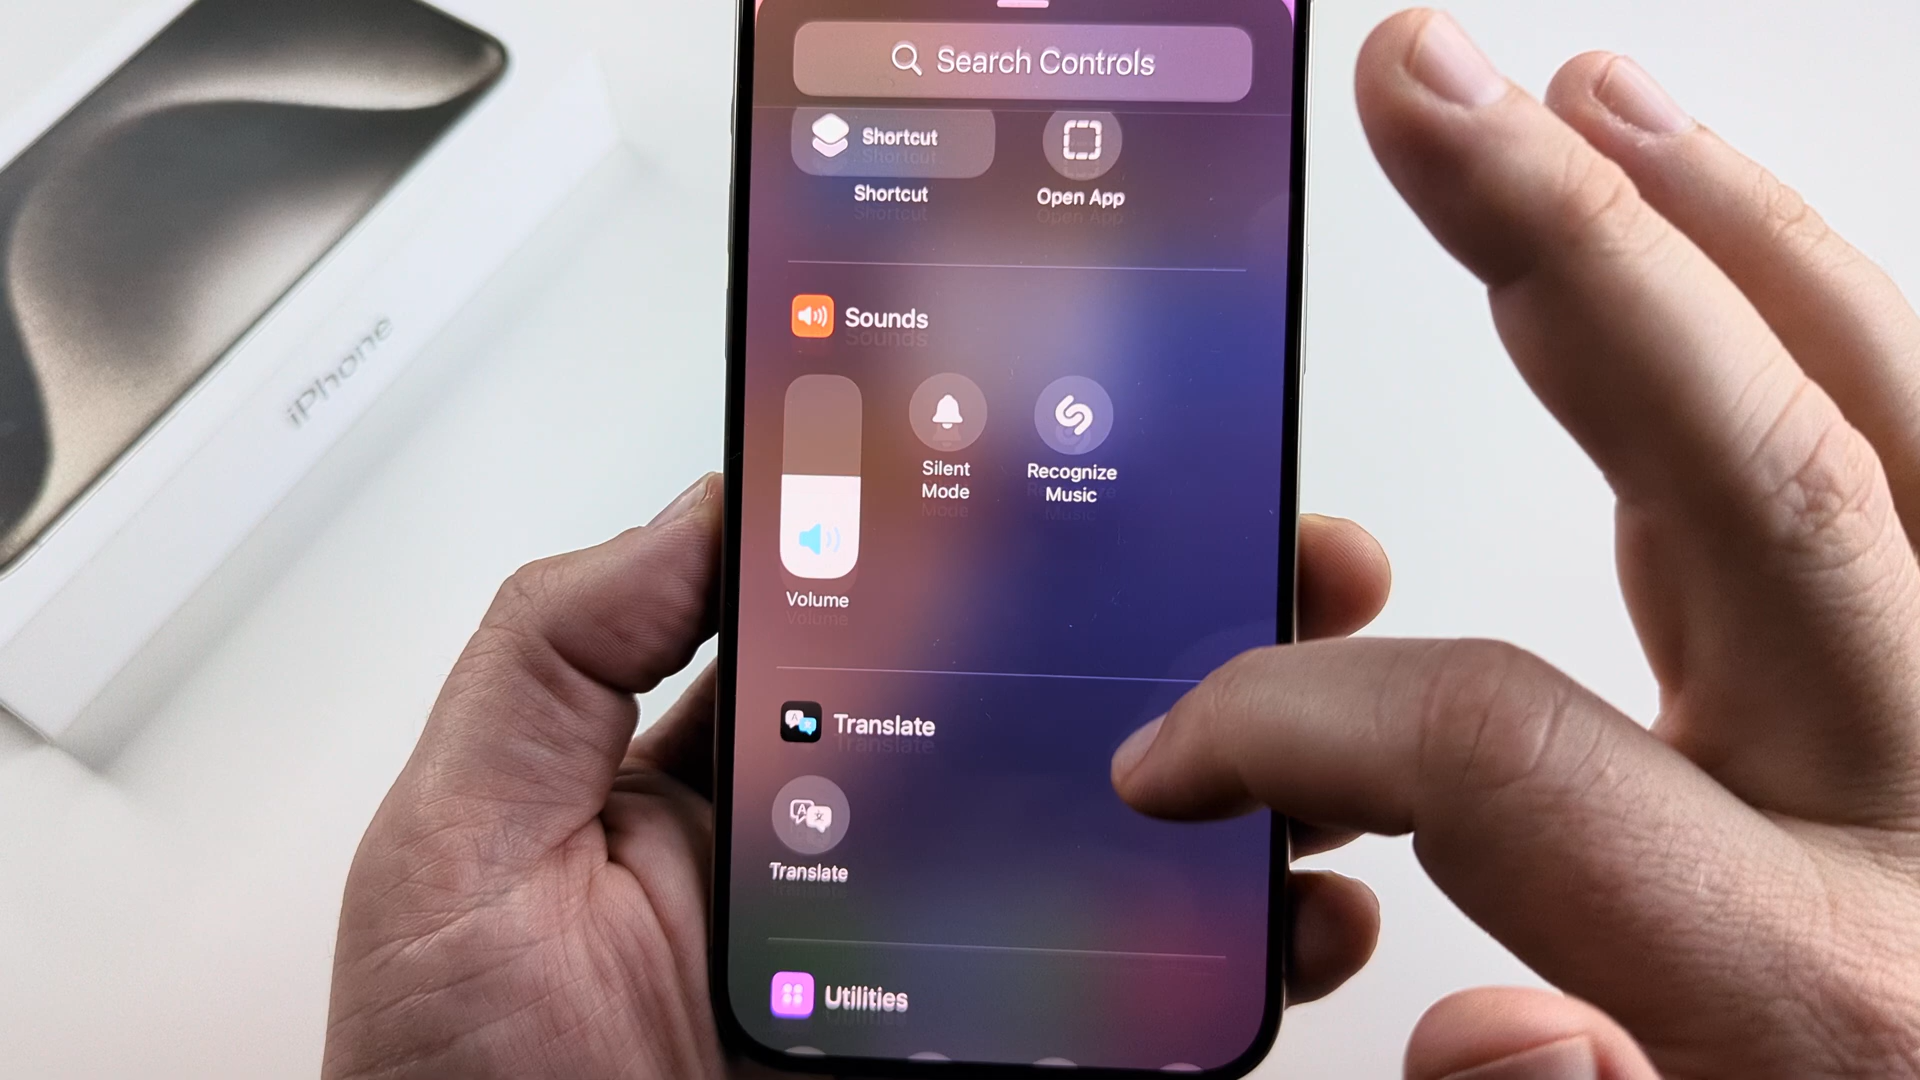 Search Controls
Shortcut
Shortcut
Open App
Sounds
Silent
Mode
Recognize
Music
Volume
Translate
Translate
Utilities
iPhone